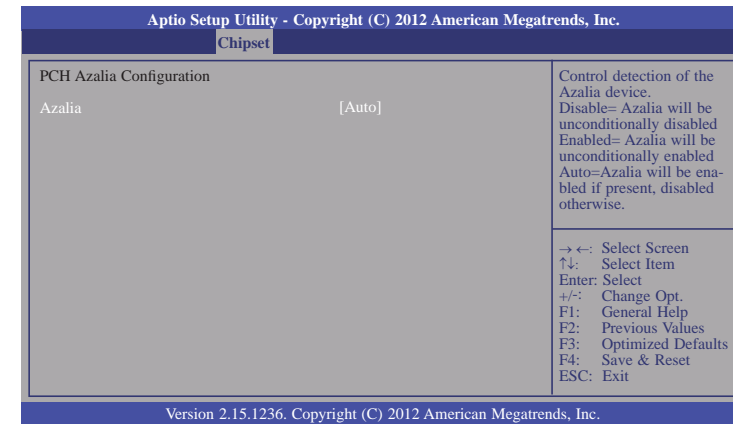 Aptio Setup Utility - Copyright (C) 2012 American Megatrends, Inc.
Chipset
PCH Azalia Configuration
Azalia [Auto]
Control detection of the
Azalia device.
Disable= Azalia will be
unconditionally disabled
Enabled= Azalia will be
unconditionally enabled
Auto=Azalia will be ena-
bled if present, disabled
otherwise.
→←: Select Screen
↑↓: Select Item
Enter: Select
+/-: Change Opt.
F1: General Help
F2: Previous Values
F3: Optimized Defaults
F4: Save & Reset
ESC: Exit
Version 2.15.1236. Copyright (C) 2012 American Megatrends, Inc.